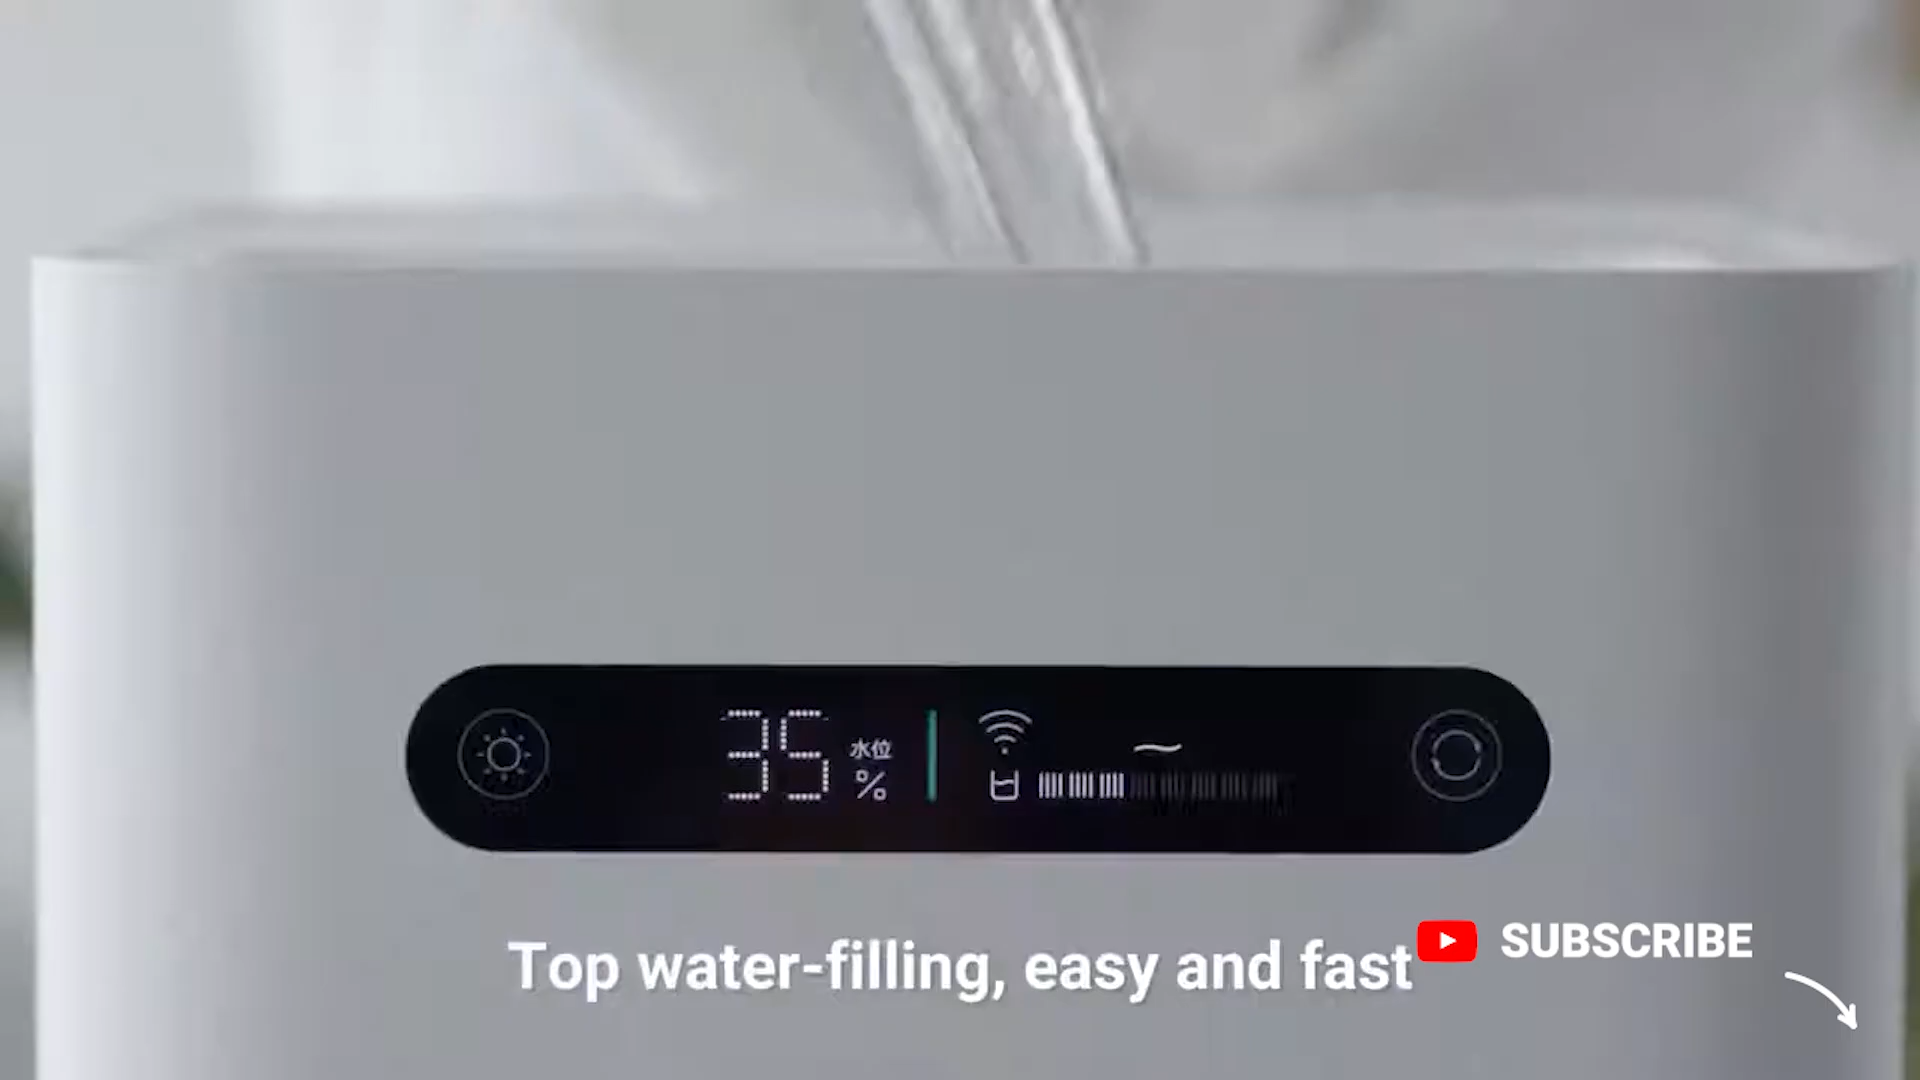 35 水位 %
Top water-filling, easy and fast
SUBSCRIBE